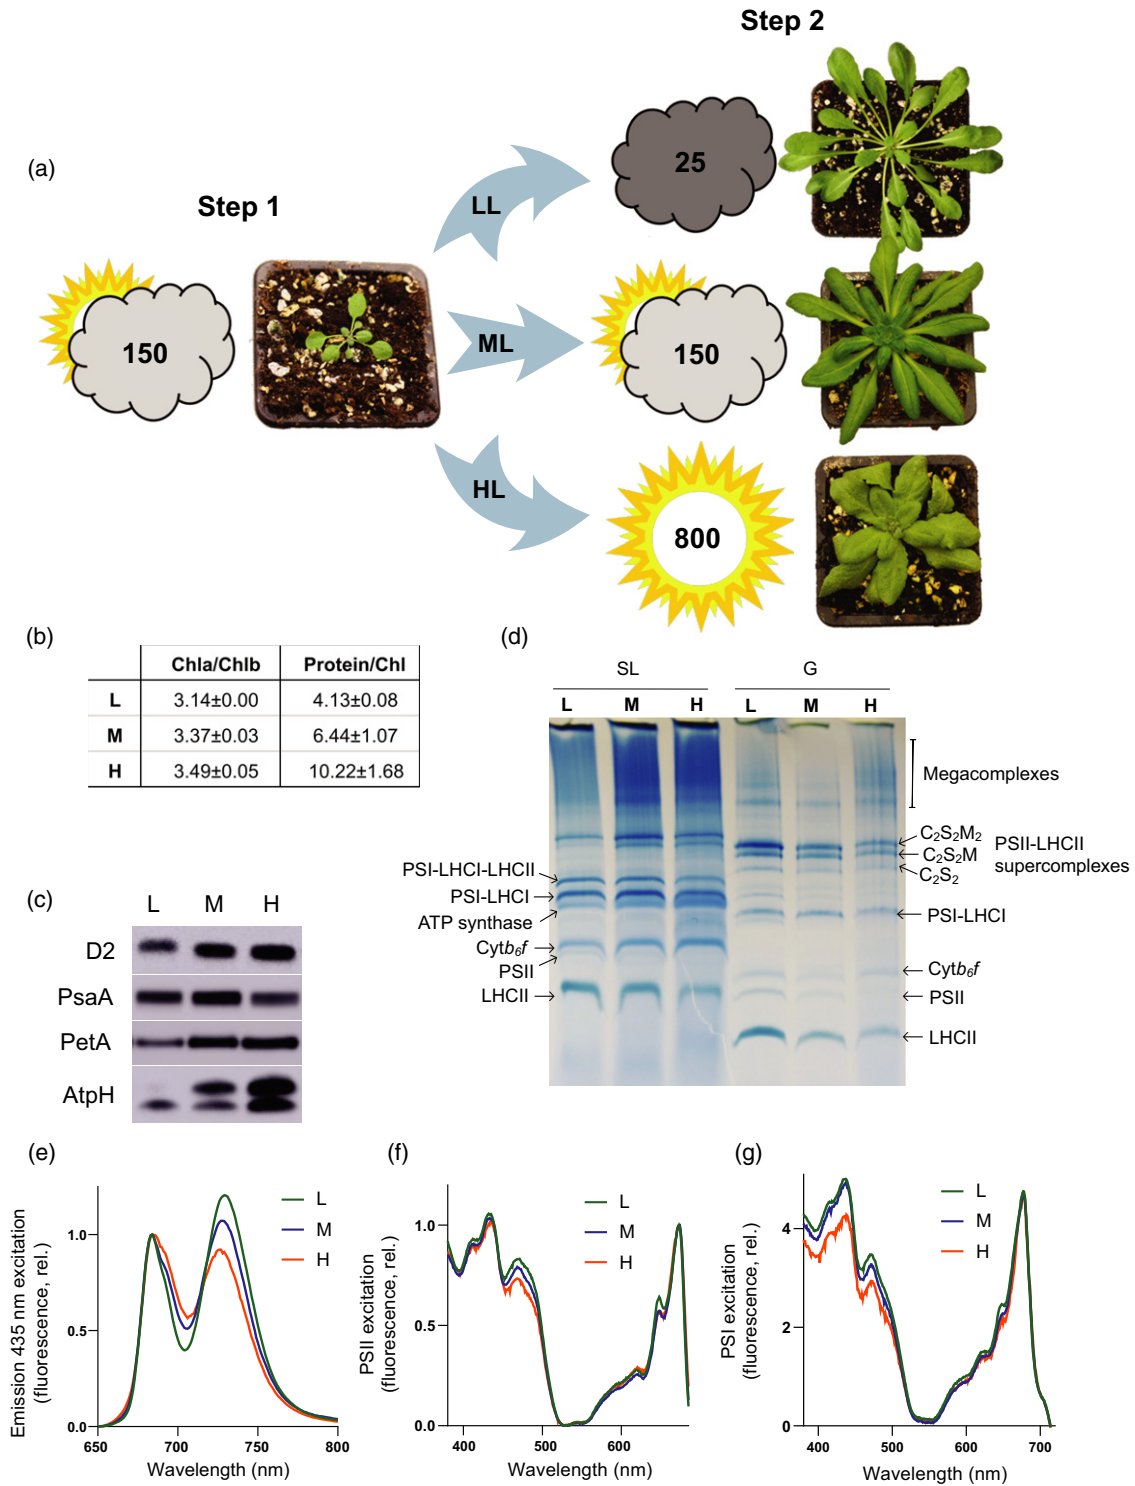 Step 2
(a)
25
Step 1
LL
150
ML
150
HL
800
(b)
Chla/Chlb Protein/Chl
L 3.14±0.00 4.13±0.08
M 3.37±0.03 6.44±1.07
H 3.49±0.05 10.22±1.68
(c)
L M H
D2
PsaA
PetA
AtpH
(d)
SL G
L M H L M H
Megacomplexes
C₂S₂M₂
C₂S₂M
C₂S₂
PSII-LHCII
supercomplexes
PSI-LHCI-LHCII
PSI-LHCI
ATP synthase
Cytb₆f
PSII
LHCII
PSI-LHCI
Cytb₆f
PSII
LHCII
(e)
Emission 435 nm excitation
(fluorescence, rel.)
1.0
0.5
0.0
650 700 750 800
Wavelength (nm)
L
M
H
(f)
PSII excitation
(fluorescence, rel.)
1.0
0.5
0.0
400 500 600
Wavelength (nm)
L
M
H
(g)
PSI excitation
(fluorescence, rel.)
4
2
0
400 500 600 700
Wavelength (nm)
L
M
H